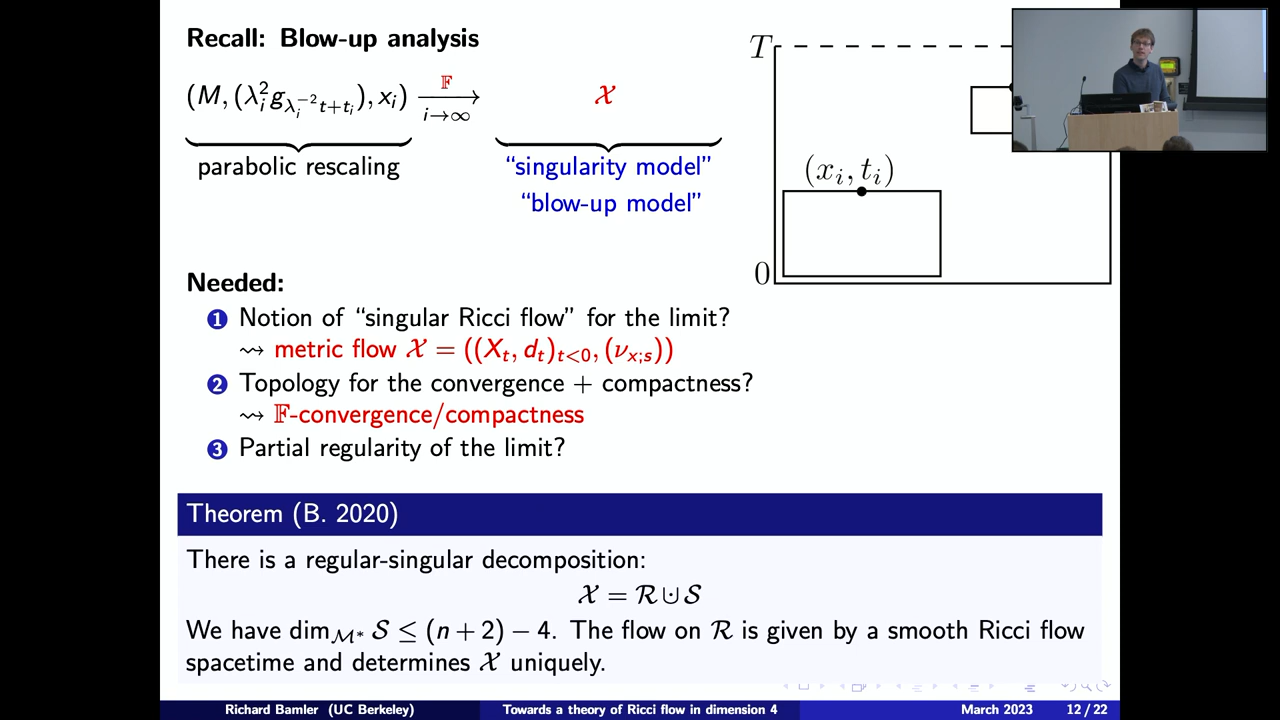 Recall: Blow-up analysis
(M, (λ_i^2 g_{λ_i^{-2}t+t_i}), x_i) \xrightarrow[i→∞]{𝔽} 𝒳
parabolic rescaling
“singularity model”
“blow-up model”
T
(x_i, t_i)
0
Needed:
1 Notion of “singular Ricci flow” for the limit?
⇝ metric flow 𝒳 = ((X_t, d_t)_{t<0}, (ν_{x;s}))
2 Topology for the convergence + compactness?
⇝ 𝔽-convergence/compactness
3 Partial regularity of the limit?
Theorem (B. 2020)
There is a regular-singular decomposition:
𝒳 = ℛ ⊍ 𝒮
We have dim_{ℳ*} 𝒮 ≤ (n + 2) − 4. The flow on ℛ is given by a smooth Ricci flow
spacetime and determines 𝒳 uniquely.
Richard Bamler (UC Berkeley) Towards a theory of Ricci flow in dimension 4 March 2023 12 / 22